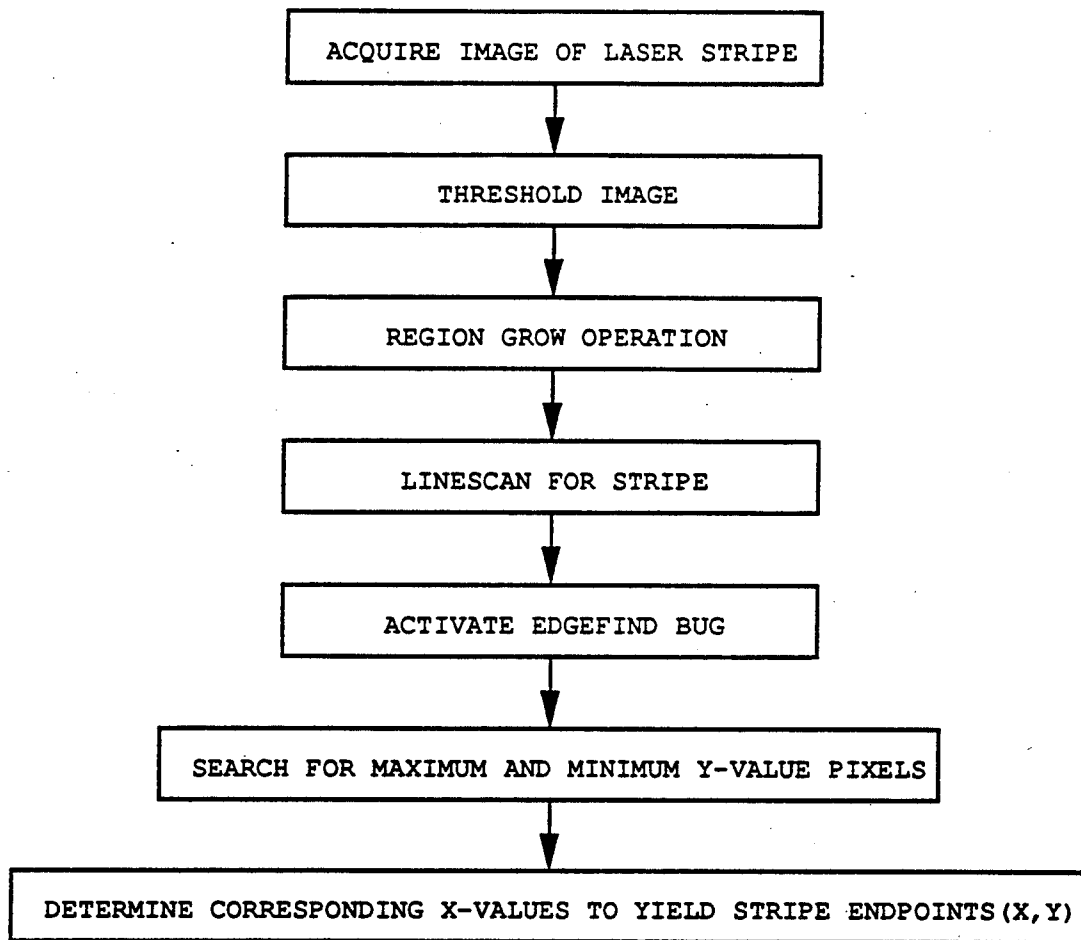 ACQUIRE IMAGE OF LASER STRIPE
THRESHOLD IMAGE
REGION GROW OPERATION
LINESCAN FOR STRIPE
ACTIVATE EDGEFIND BUG
SEARCH FOR MAXIMUM AND MINIMUM Y-VALUE PIXELS
DETERMINE CORRESPONDING X-VALUES TO YIELD STRIPE ENDPOINTS(X,Y)